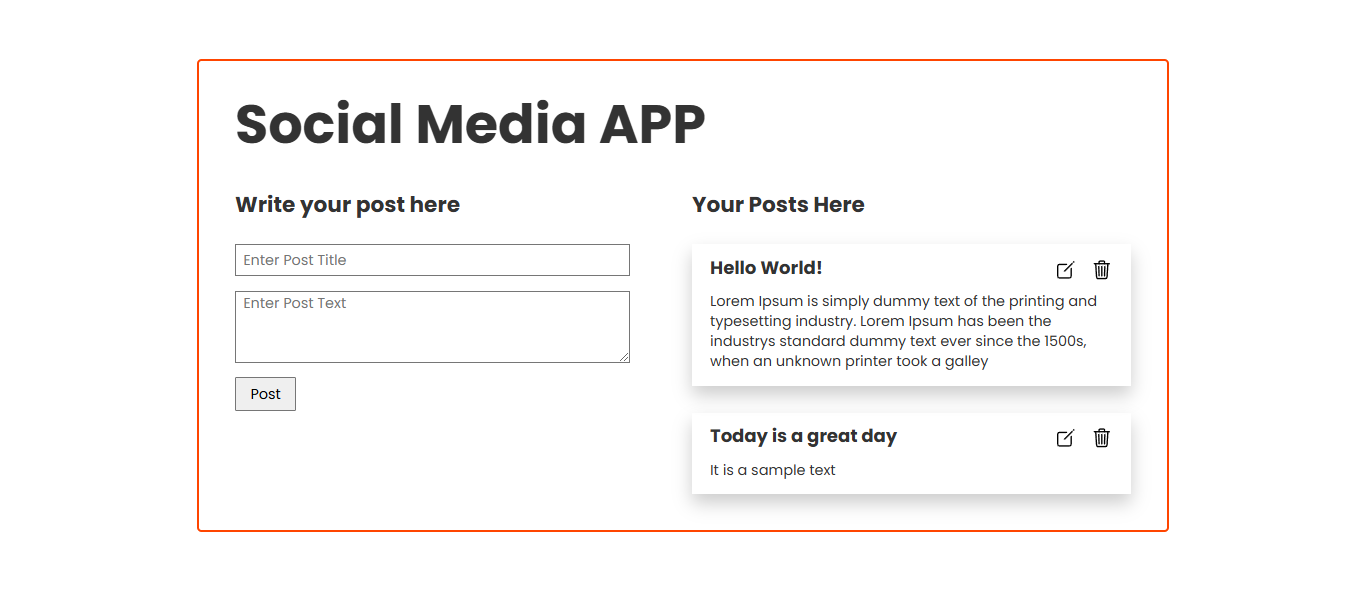 Social Media APP
Write your post here
Enter Post Title
Enter Post Text
Post
Your Posts Here
Hello World!
Lorem Ipsum is simply dummy text of the printing and
typesetting industry. Lorem Ipsum has been the
industrys standard dummy text ever since the 1500s,
when an unknown printer took a galley
Today is a great day
It is a sample text